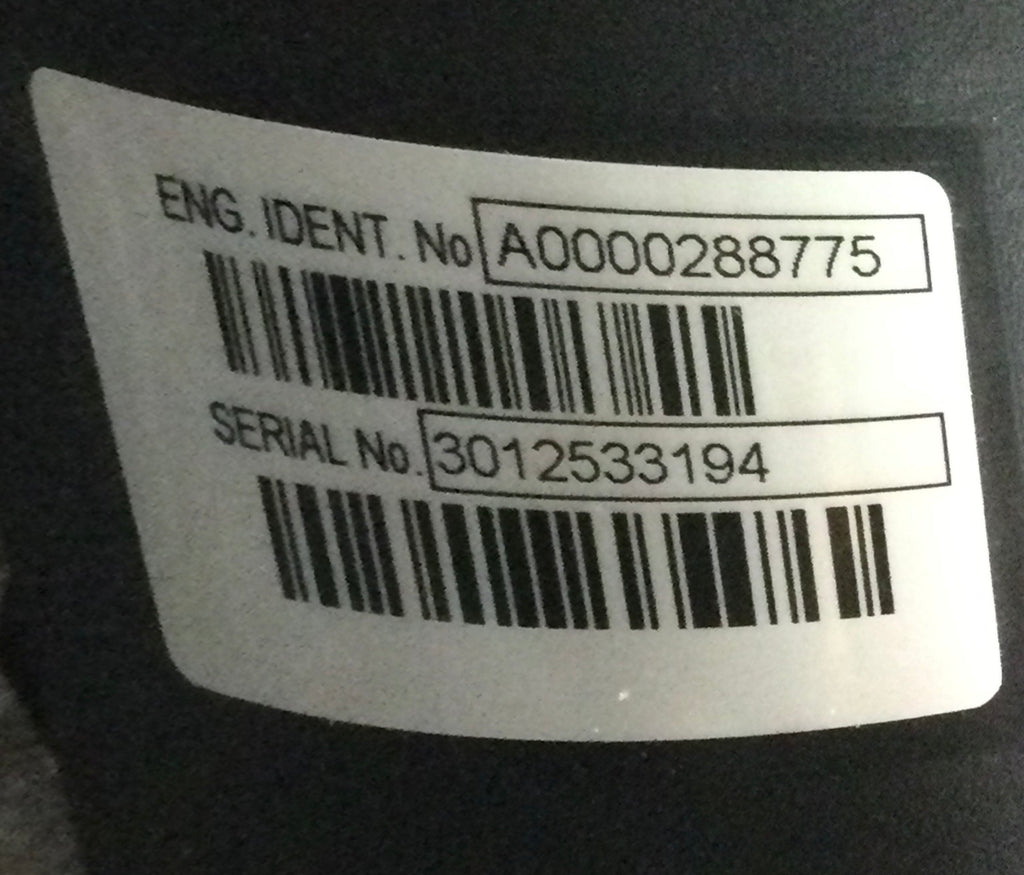 ENG. IDENT. No A0000288775
SERIAL No. 3012533194